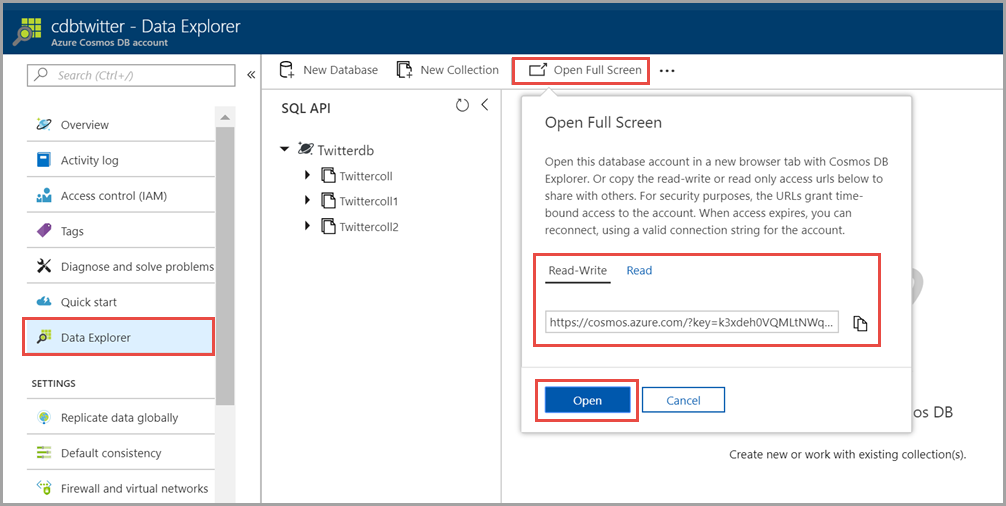 cdbtwitter - Data Explorer
Azure Cosmos DB account
Search (Ctrl+/)
Overview
Activity log
Access control (IAM)
Tags
Diagnose and solve problems
Quick start
Data Explorer
SETTINGS
Replicate data globally
Default consistency
Firewall and virtual networks
New Database
New Collection
Open Full Screen
SQL API
Twitterdb
Twittercoll
Twittercoll1
Twittercoll2
Open Full Screen
Open this database account in a new browser tab with Cosmos DB
Explorer. Or copy the read-write or read only access urls below to
share with others. For security purposes, the URLs grant time-
bound access to the account. When access expires, you can
reconnect, using a valid connection string for the account.
Read-Write Read
https://cosmos.azure.com/?key=k3xdeh0VQMLtNWq...
Open Cancel
os DB
Create new or work with existing collection(s).